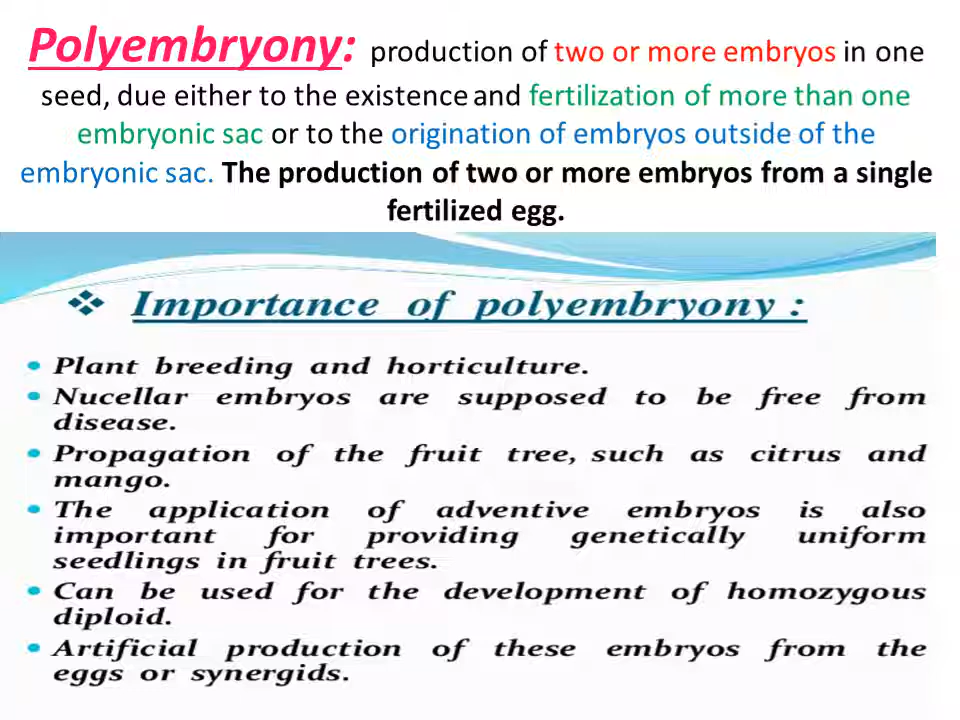 Polyembryony: production of two or more embryos in one
seed, due either to the existence and fertilization of more than one
embryonic sac or to the origination of embryos outside of the
embryonic sac. The production of two or more embryos from a single
fertilized egg.
❖ Importance of polyembryony :
• Plant breeding and horticulture.
• Nucellar embryos are supposed to be free from
disease.
• Propagation of the fruit tree, such as citrus and
mango.
• The application of adventive embryos is also
important for providing genetically uniform
seedlings in fruit trees.
• Can be used for the development of homozygous
diploid.
• Artificial production of these embryos from the
eggs or synergids.